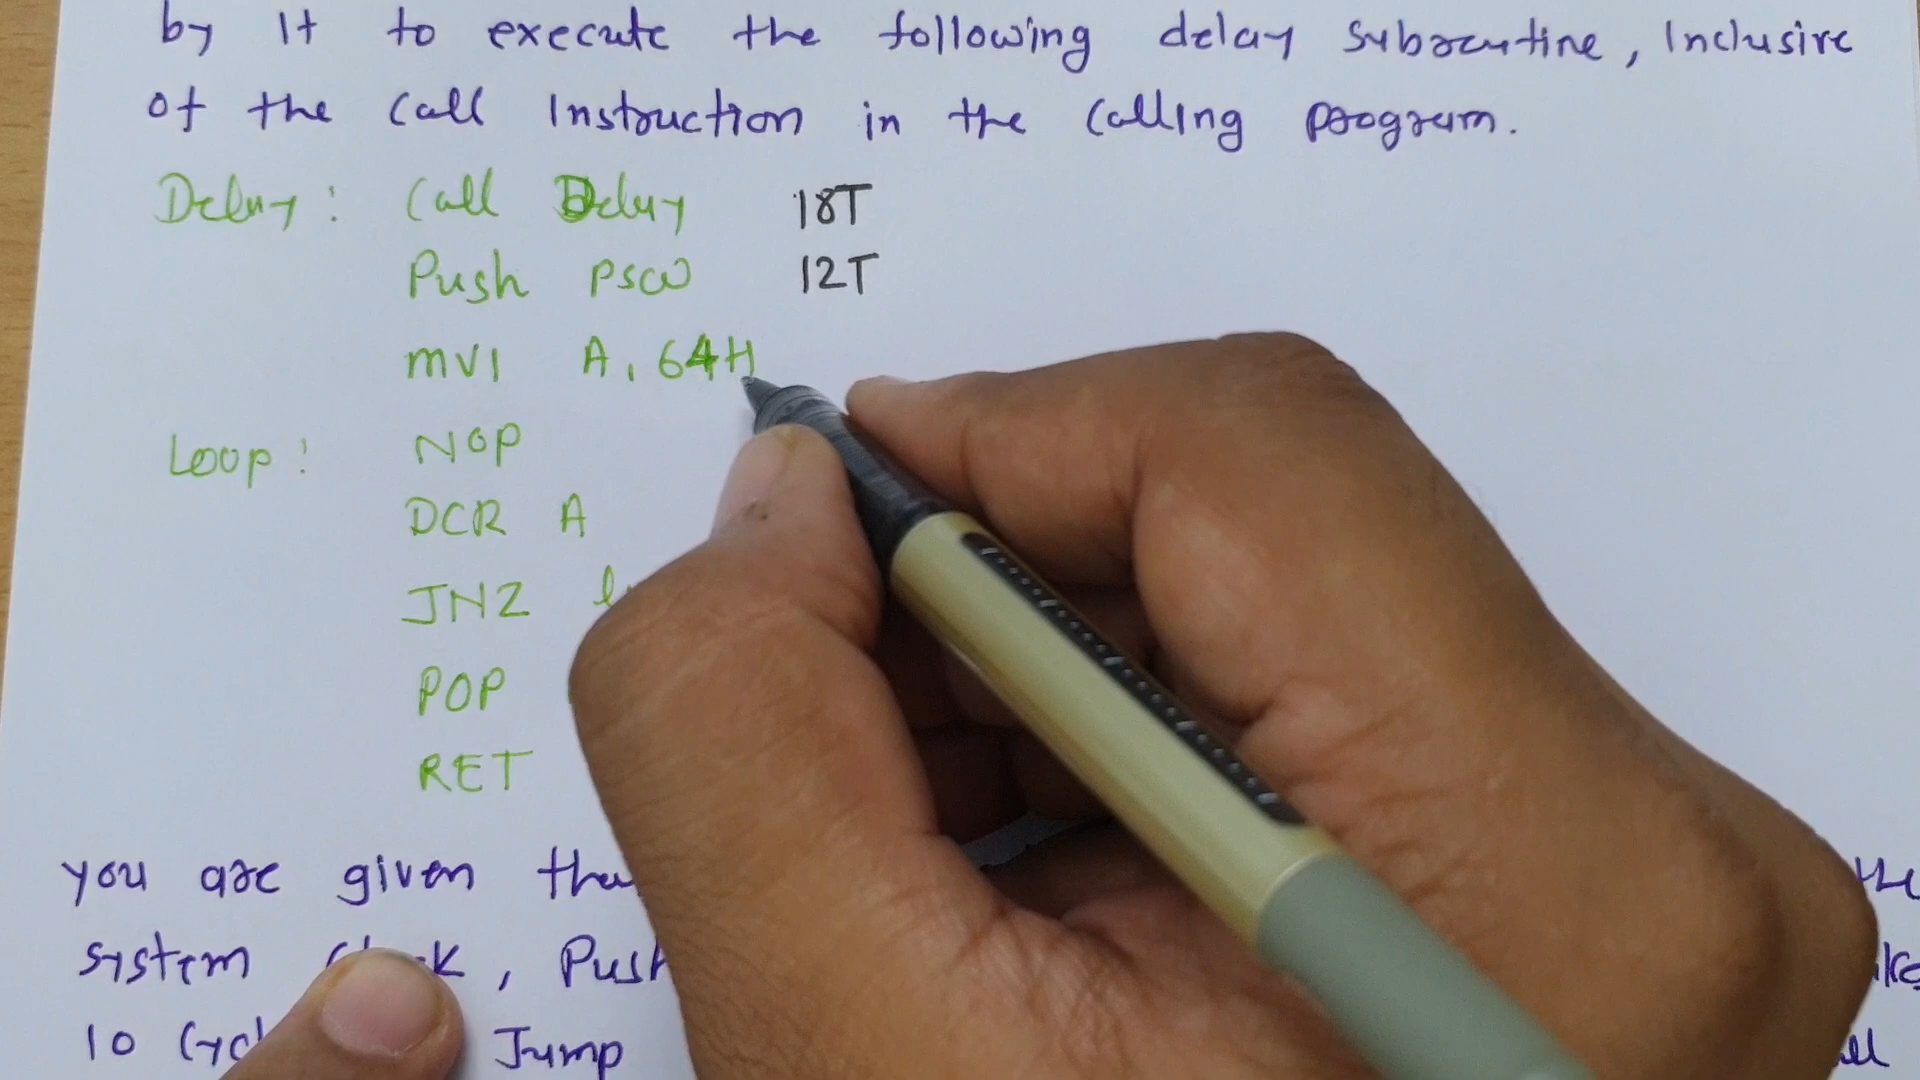 by It to execute the following delay subroutine, Inclusive
of the Call Instruction in the Calling program.
Delay: Call Delay 18T
Push PSW 12T
MVI A, 64H
Loop: NOP
DCR A
JNZ
POP
RET
you are given the
system, Push
10 Jump